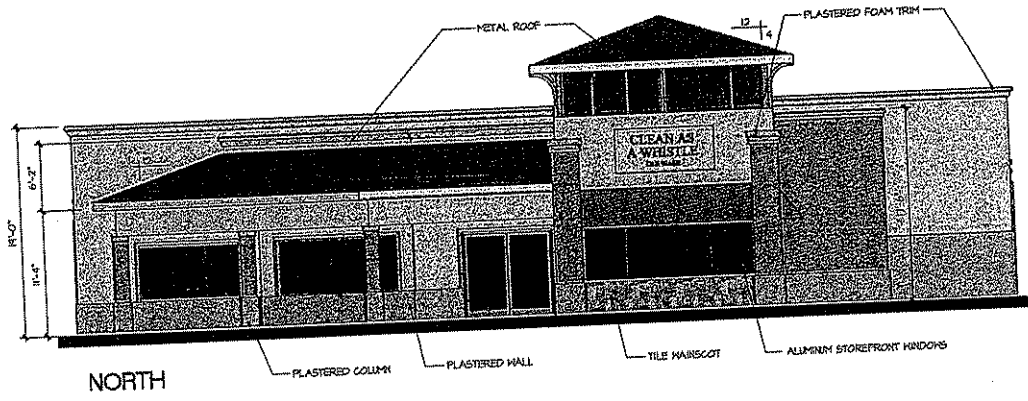 METAL ROOF
12
4
PLASTERED FOAM TRIM
CLEAN AS
A WHISTLE
19'-0"
6'-2"
11'-4"
PLASTERED COLUMN
PLASTERED WALL
TILE WAINSCOT
ALUMINUM STOREFRONT WINDOWS
NORTH